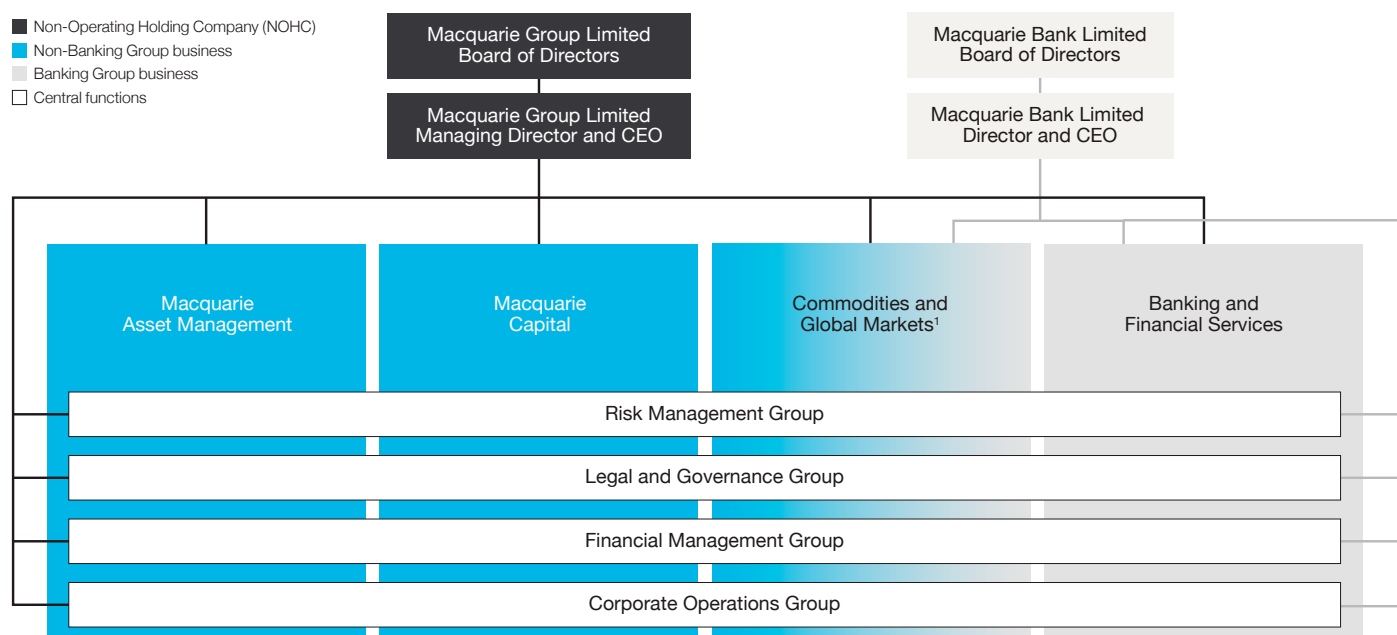 Non-Operating Holding Company (NOHC)
Non-Banking Group business
Banking Group business
Central functions
Macquarie Group Limited
Board of Directors
Macquarie Bank Limited
Board of Directors
Macquarie Group Limited
Managing Director and CEO
Macquarie Bank Limited
Director and CEO
Macquarie
Asset Management
Macquarie
Capital
Commodities and
Global Markets¹
Banking and
Financial Services
Risk Management Group
Legal and Governance Group
Financial Management Group
Corporate Operations Group